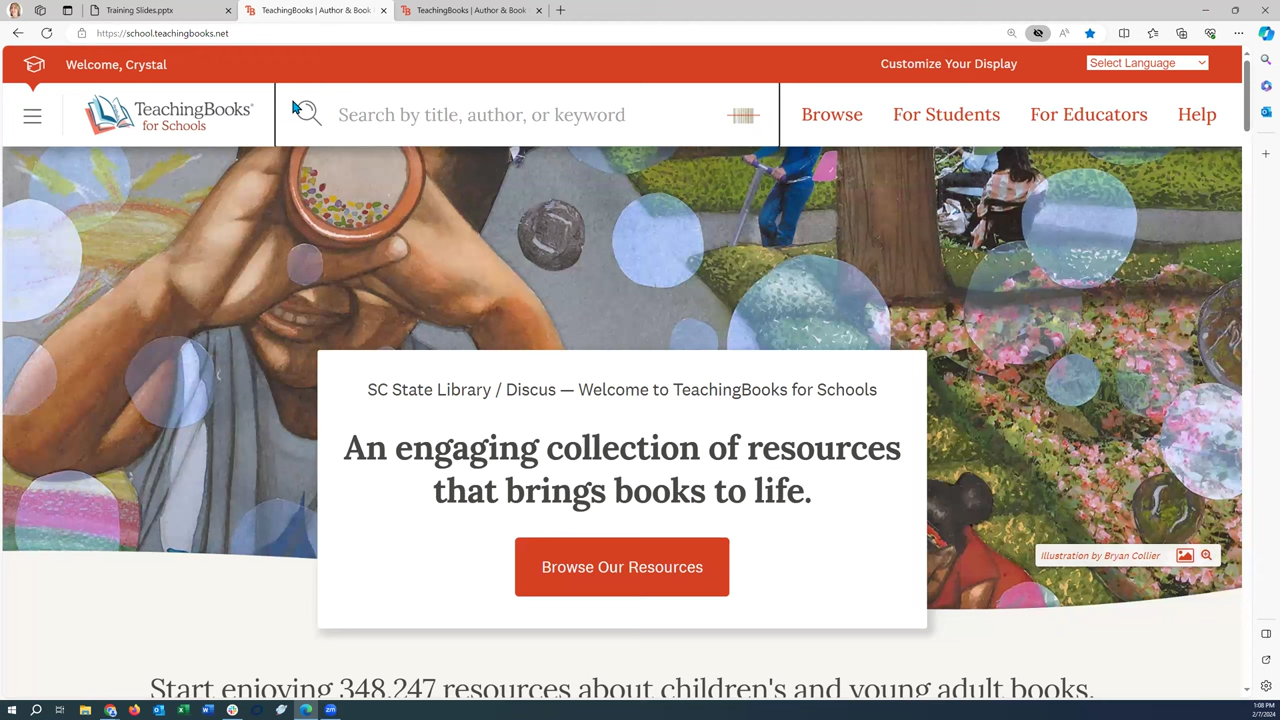 Training Slides.pptx
TeachingBooks | Author & Book
TeachingBooks | Author & Book
https://school.teachingbooks.net
Welcome, Crystal
Customize Your Display
Select Language
TeachingBooks®
for Schools
Search by title, author, or keyword
Browse
For Students
For Educators
Help
SC State Library / Discus — Welcome to TeachingBooks for Schools
An engaging collection of resources
that brings books to life.
Browse Our Resources
Illustration by Bryan Collier
Start enjoying 348,247 resources about children's and young adult books.
1:08 PM
2/7/2024